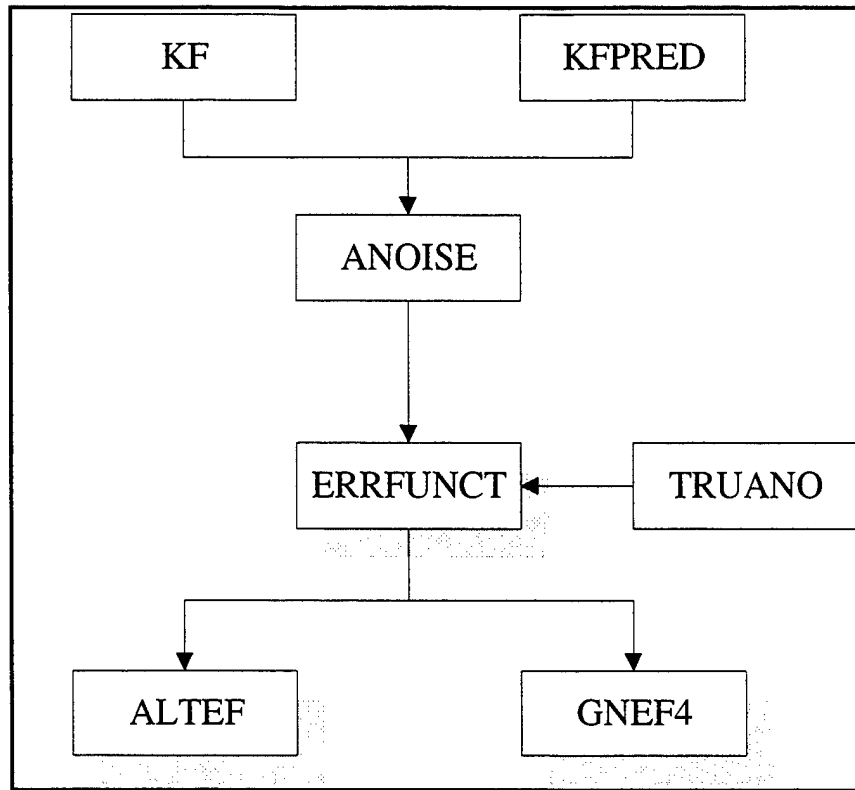 KF
KFPRED
ANOISE
ERRFUNCT
TRUANO
ALTEF
GNEF4